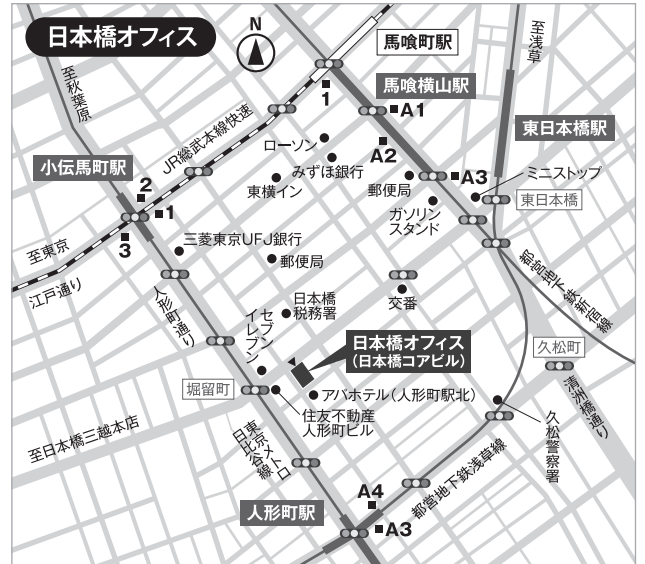 日本橋オフィス
N
馬喰町駅
至浅草
至秋葉原
馬喰横山駅
1
A1
JR総武本線快速
東日本橋駅
ローソン
A2
小伝馬町駅
みずほ銀行
A3
ミニストップ
東横イン
郵便局
東日本橋
2
1
ガソリン
スタンド
3
三菱東京UFJ銀行
至東京
郵便局
都営地下鉄新宿線
江戸通り
人形町通り
交番
日本橋
税務署
セブン
イレブン
日本橋オフィス
(日本橋コアビル)
久松町
堀留町
アパホテル(人形町駅北)
清洲橋通り
住友不動産
人形町ビル
久松警察署
至日本橋三越本店
東京メトロ
日比谷線
都営地下鉄浅草線
A4
人形町駅
A3